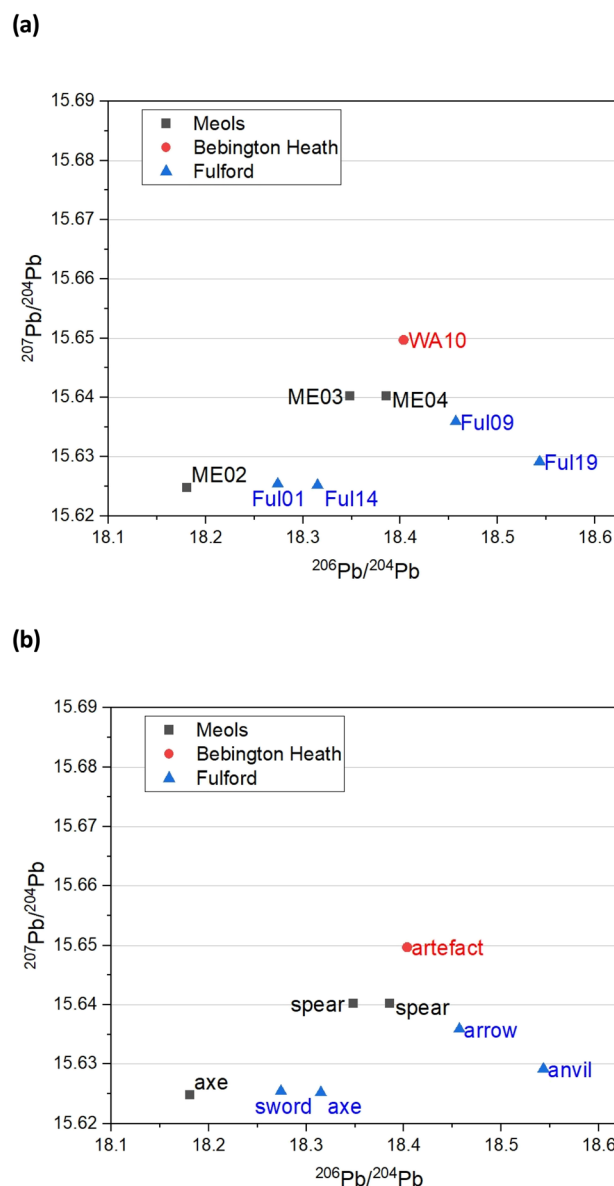 (a)
15.69
Meols
Bebington Heath
Fulford
15.68
15.67
15.66
207Pb/204Pb
15.65
WA10
15.64
ME03
ME04
Ful09
15.63
Ful19
ME02
Ful01
Ful14
15.62
18.1
18.2
18.3
18.4
18.5
18.6
206Pb/204Pb
(b)
15.69
Meols
Bebington Heath
Fulford
15.68
15.67
15.66
207Pb/204Pb
15.65
artefact
15.64
spear
spear
arrow
15.63
anvil
axe
sword
axe
15.62
18.1
18.2
18.3
18.4
18.5
18.6
206Pb/204Pb